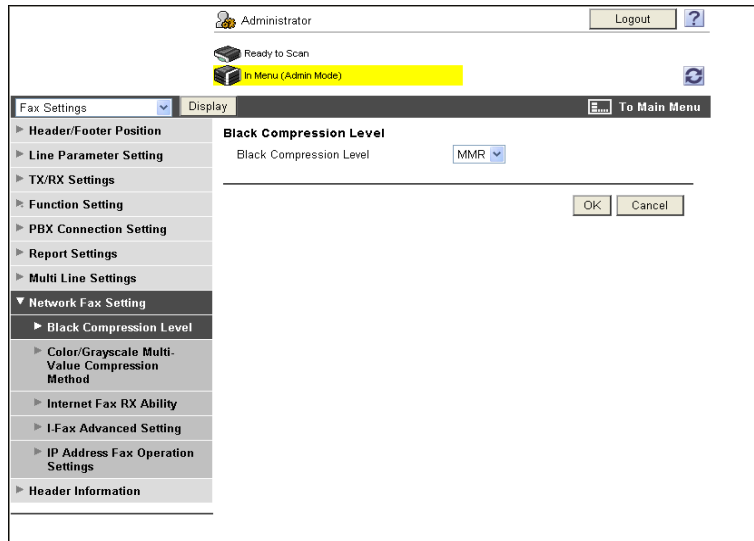 Administrator
Logout
?
Ready to Scan
In Menu (Admin Mode)
Fax Settings
Display
To Main Menu
Header/Footer Position
Line Parameter Setting
TX/RX Settings
Function Setting
PBX Connection Setting
Report Settings
Multi Line Settings
Network Fax Setting
Black Compression Level
Color/Grayscale Multi-
Value Compression
Method
Internet Fax RX Ability
I-Fax Advanced Setting
IP Address Fax Operation
Settings
Header Information
Black Compression Level
Black Compression Level
MMR
OK
Cancel